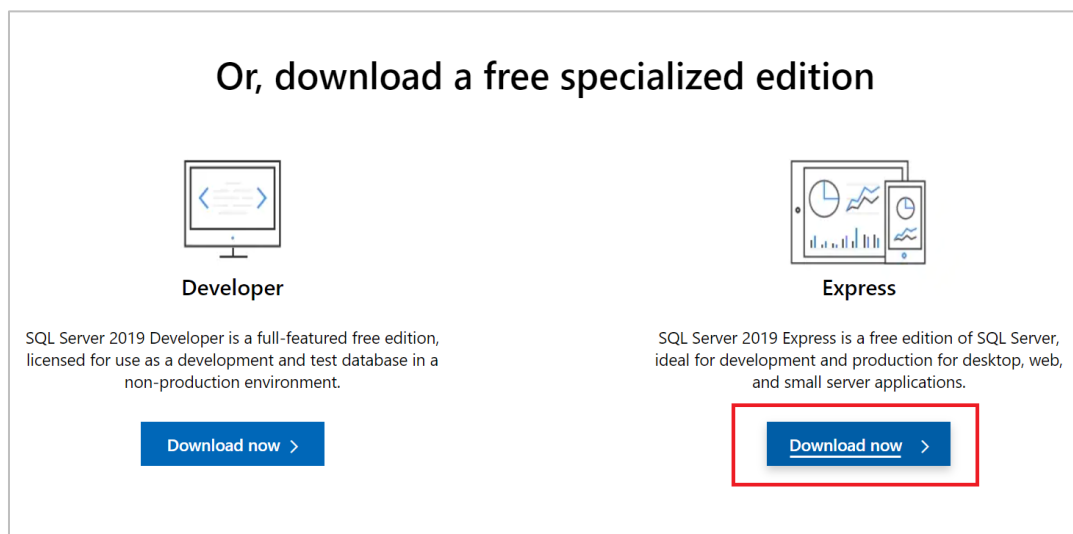 Or, download a free specialized edition
Developer
SQL Server 2019 Developer is a full-featured free edition,
licensed for use as a development and test database in a
non-production environment.
Download now
Express
SQL Server 2019 Express is a free edition of SQL Server,
ideal for development and production for desktop, web,
and small server applications.
Download now